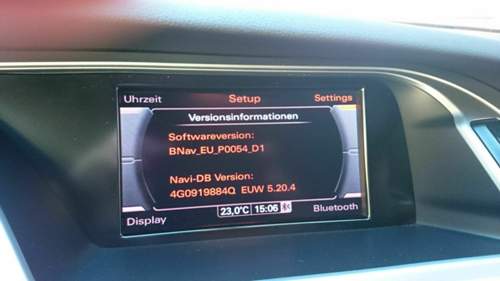 Uhrzeit Setup Settings
Versionsinformationen
Softwareversion:
BNav_EU_P0054_D1
Navi-DB Version:
4G0919884Q EUW 5.20.4
Display 23,0°C 15:06 Bluetooth